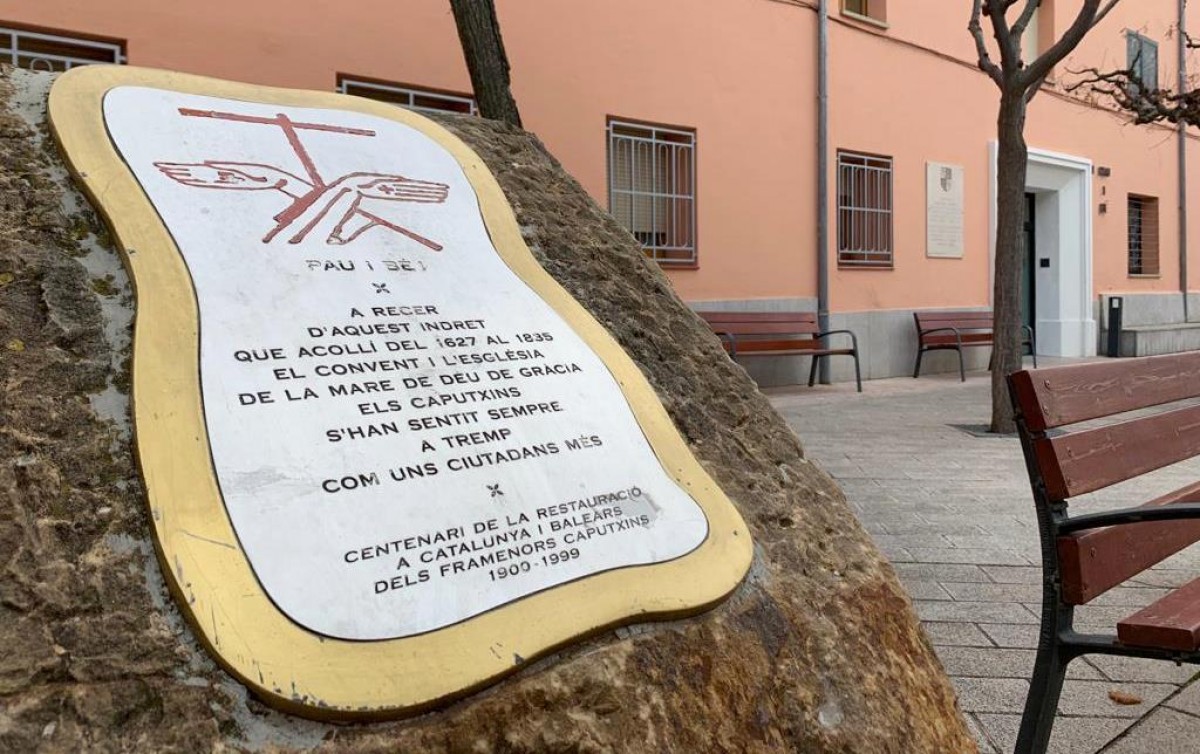 PAU I BÉ!
A RECER
D'AQUEST INDRET
QUE ACOLLÍ DEL 1627 AL 1835
EL CONVENT I L'ESGLÈSIA
DE LA MARE DE DÉU DE GRÀCIA
ELS CAPUTXINS
S'HAN SENTIT SEMPRE
A TREMP
COM UNS CIUTADANS MÉS
CENTENARI DE LA RESTAURACIÓ
A CATALUNYA I BALEARS
DELS FRAMENORS CAPUTXINS
1900-1999